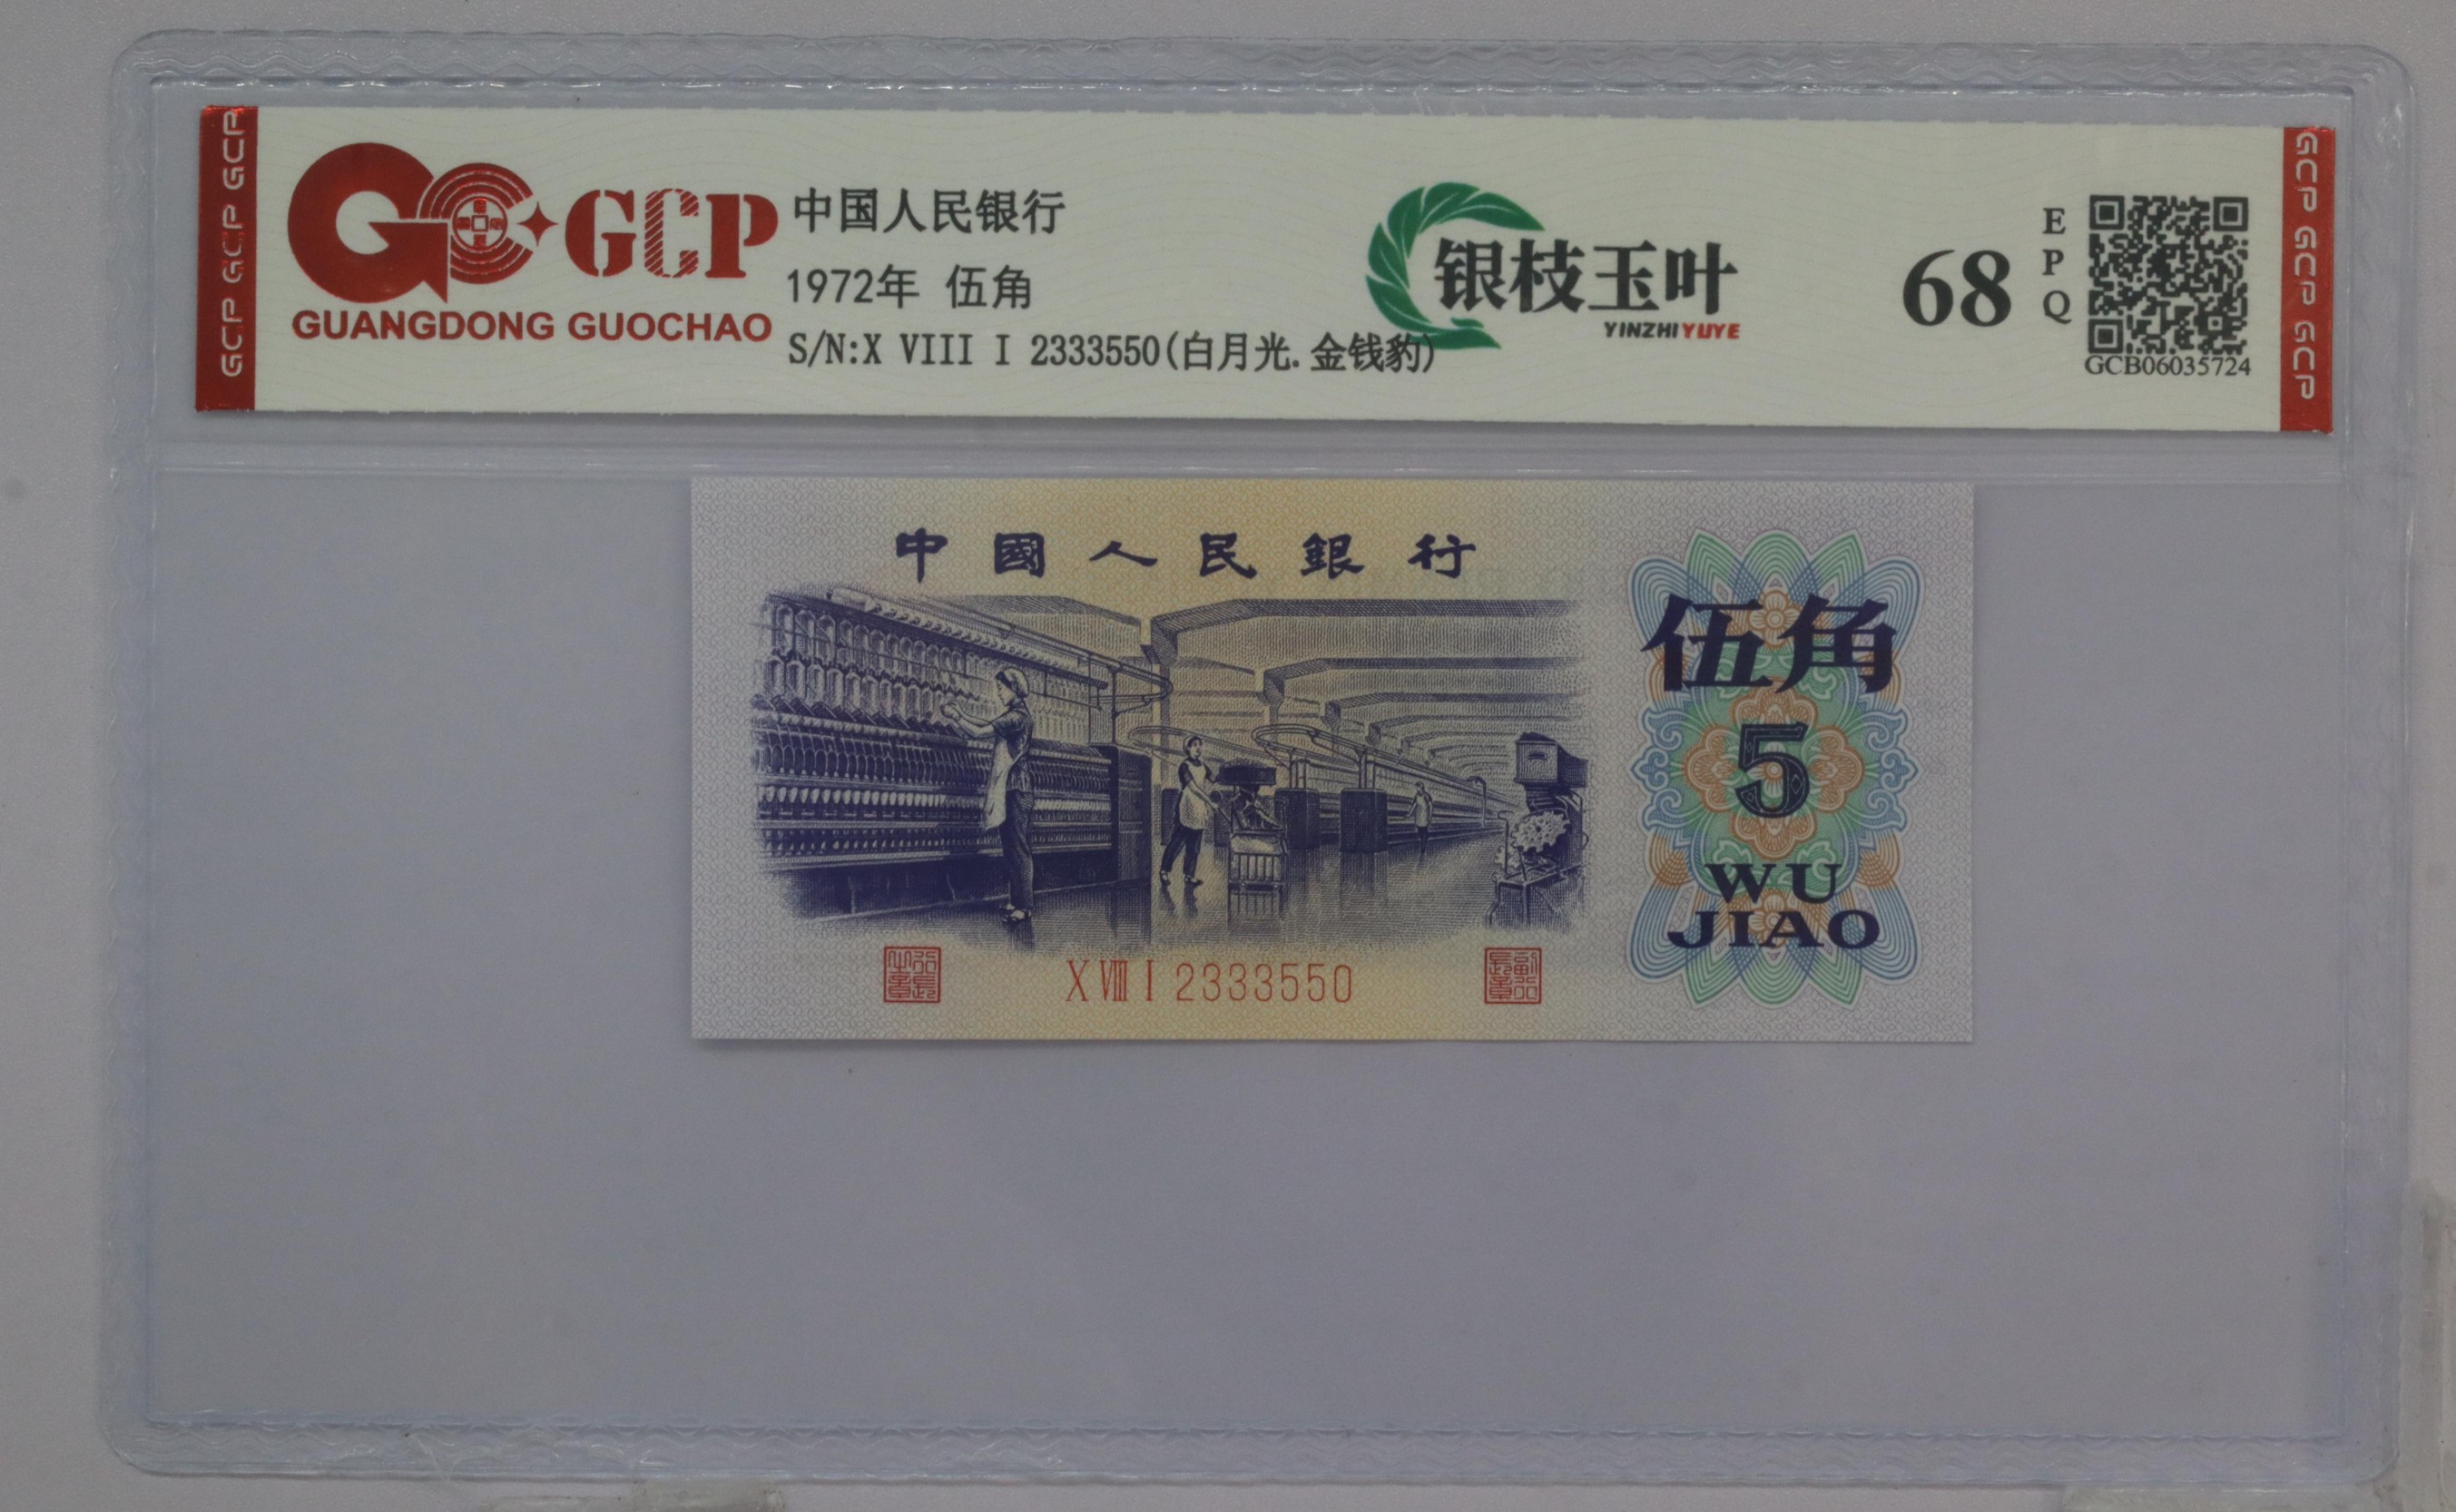 GCP GCP GCP
GCP
GUANGDONG GUOCHAO
中国人民银行
1972年 伍角
S/N:X VIII I 2333550(白月光.金钱豹)
银枝玉叶
YINZHIYUYE
68
EPQ
GCB06035724
GCP GCP GCP
中國人民銀行
伍角
5
WU
JIAO
X VIII I 2333550